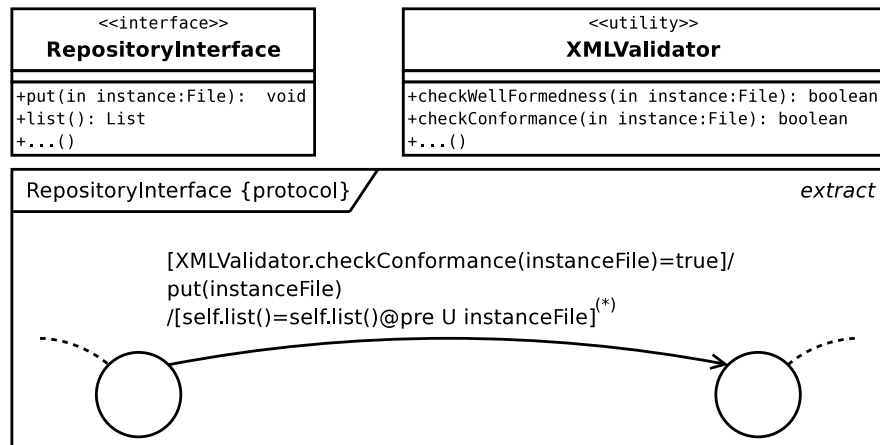 <<interface>>
RepositoryInterface
+put(in instance:File):  void
+list(): List
+...()
<<utility>>
XMLValidator
+checkWellFormedness(in instance:File): boolean
+checkConformance(in instance:File): boolean
+...()
RepositoryInterface {protocol}
extract
[XMLValidator.checkConformance(instanceFile)=true]/
put(instanceFile)
/[self.list()=self.list()@pre U instanceFile](*)